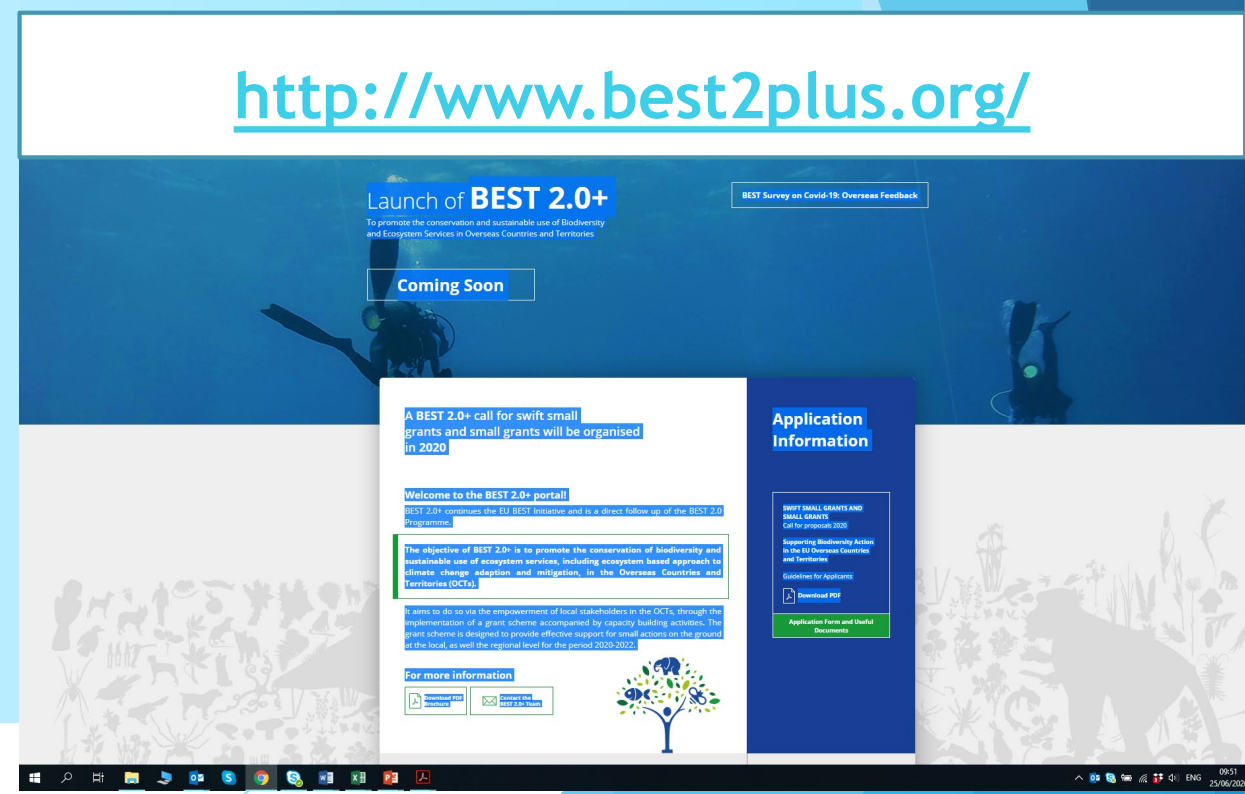 http://www.best2plus.org/
Launch of BEST 2.0+
To promote the conservation and sustainable use of Biodiversity
and Ecosystem Services in Overseas Countries and Territories
Coming Soon
BEST Survey on Covid-19: Overseas Feedback
A BEST 2.0+ call for swift small
grants and small grants will be organised
in 2020
Welcome to the BEST 2.0+ portal!
BEST 2.0+ continues the EU BEST Initiative and is a direct follow up of the BEST 2.0
Programme.
The objective of BEST 2.0+ is to promote the conservation of biodiversity and
sustainable use of ecosystem services, including ecosystem based approach to
climate change adaption and mitigation, in the Overseas Countries and
Territories (OCTs).
It aims to do so via the empowerment of local stakeholders in the OCTs, through the
implementation of a grant scheme accompanied by capacity building activities. The
grant scheme is designed to provide effective support for small actions on the ground
at the local, as well the regional level for the period 2020-2022.
For more information
Download PDF
Brochure
Contact the
BEST 2.0+ Team
Application
Information
SWIFT SMALL GRANTS AND
SMALL GRANTS
Call for proposals 2020
Supporting Biodiversity Action
in the EU Overseas Countries
and Territories
Guidelines for Applicants
Download PDF
Application Form and Useful
Documents
ENG
09:51